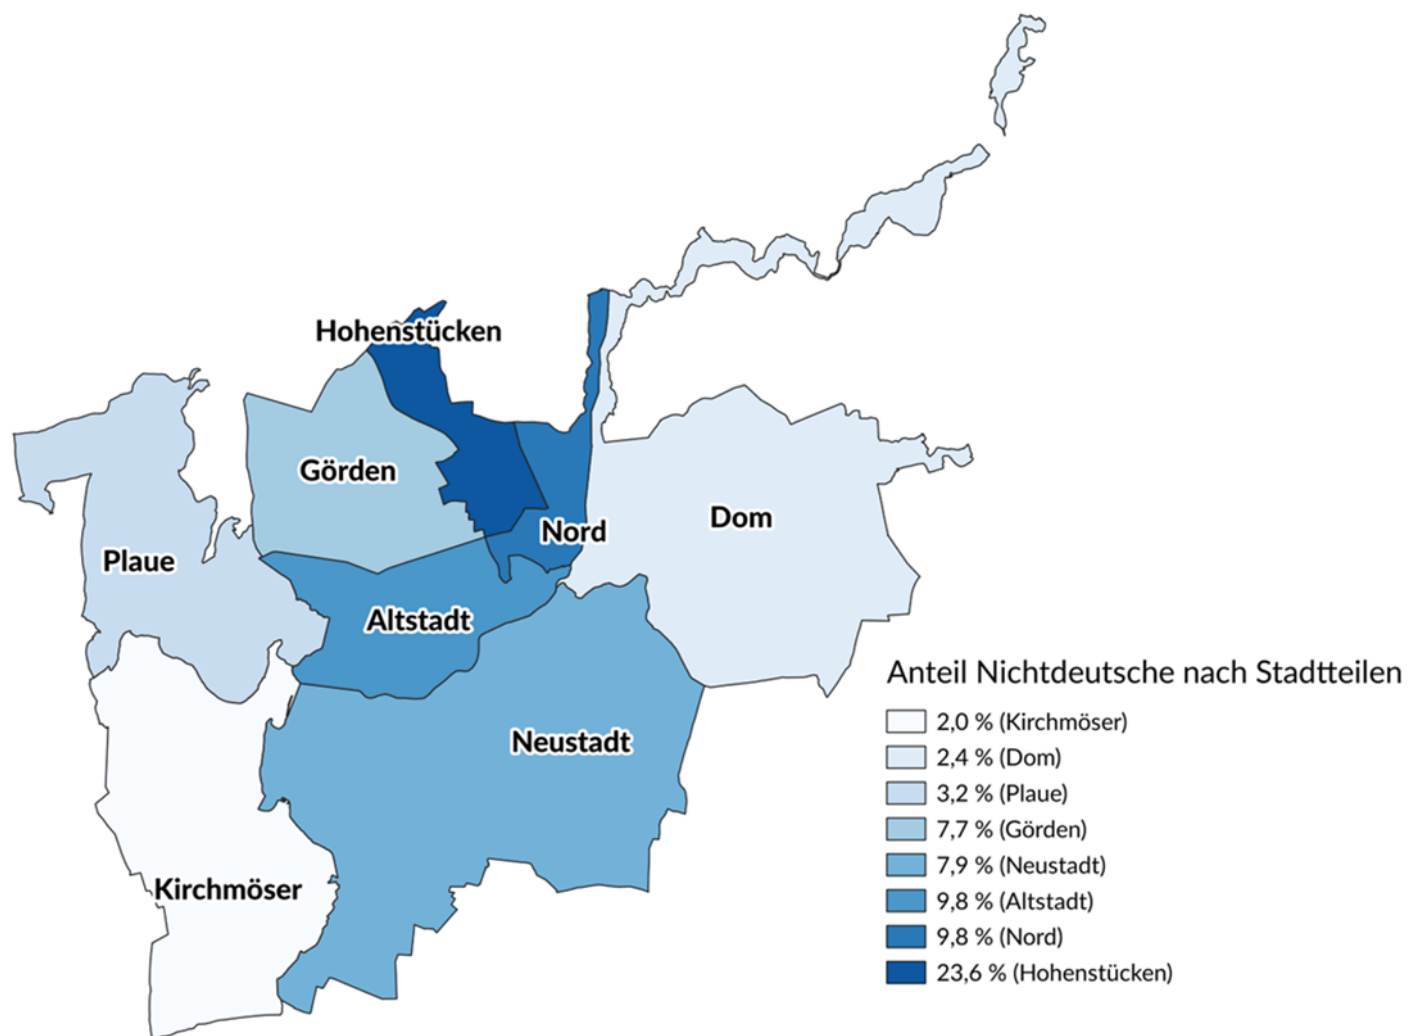 Hohenstücken
Görden
Nord
Dom
Plaue
Altstadt
Neustadt
Kirchmöser
Anteil Nichtdeutsche nach Stadtteilen
2,0 % (Kirchmöser)
2,4 % (Dom)
3,2 % (Plaue)
7,7 % (Görden)
7,9 % (Neustadt)
9,8 % (Altstadt)
9,8 % (Nord)
23,6 % (Hohenstücken)